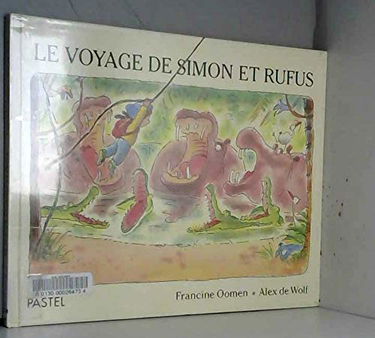 LE VOYAGE DE SIMON ET RUFUS
PASTEL
Francine Oomen • Alex de Wolf